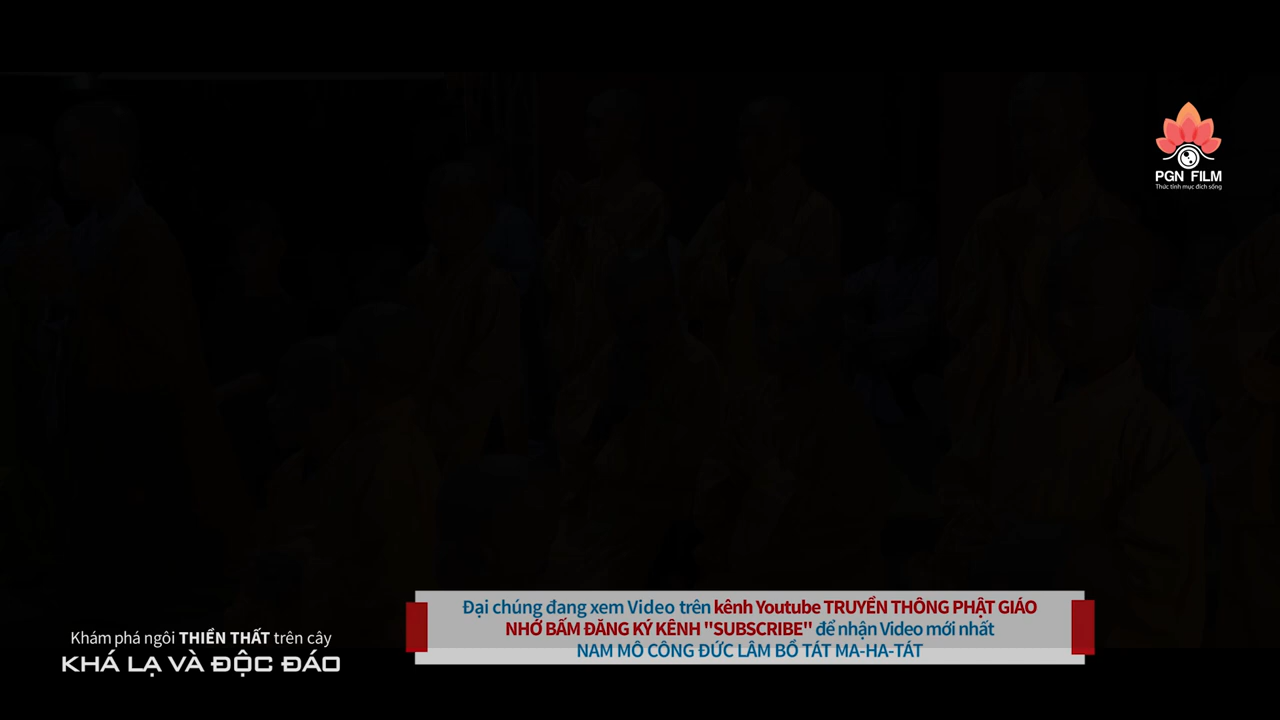 PGN FILM
Thức tỉnh mục đích sống
Đại chúng đang xem Video trên kênh Youtube TRUYỀN THÔNG PHẬT GIÁO
NHỚ BẤM ĐĂNG KÝ KÊNH "SUBSCRIBE" để nhận Video mới nhất
NAM MÔ CÔNG ĐỨC LÂM BỒ TÁT MA-HA-TÁT
Khám phá ngôi THIỀN THẤT trên cây
KHÁ LẠ VÀ ĐỘC ĐÁO